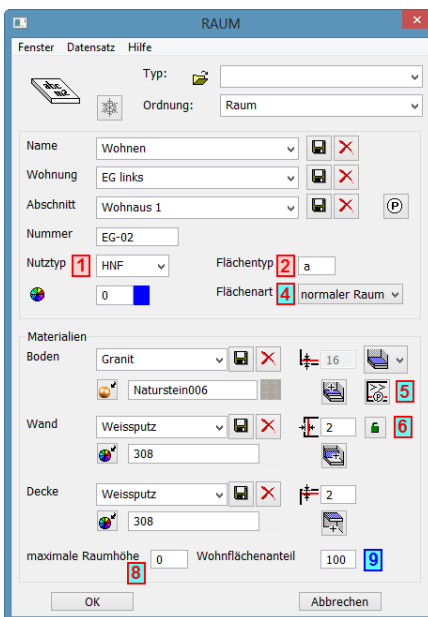 RAUM
Fenster Datensatz Hilfe
abc m2
Typ:
Ordnung: Raum
Name Wohnen
Wohnung EG links
Abschnitt Wohnaus 1 P
Nummer EG-02
Nutztyp 1 HNF Flächentyp 2 a
0 Flächenart 4 normaler Raum
Materialien
Boden Granit 16
Naturstein006 P 5
Wand Weissputz 2 6
308
Decke Weissputz 2
308
maximale Raumhöhe 8 0 Wohnflächenanteil 100 9
OK Abbrechen